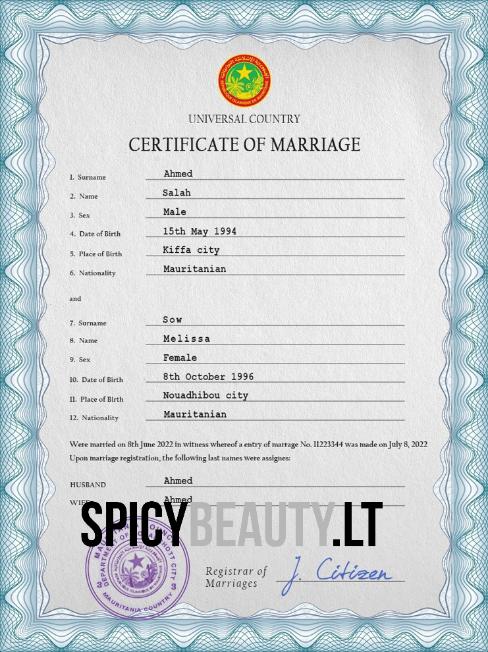 UNIVERSAL COUNTRY
CERTIFICATE OF MARRIAGE
1. Surname Ahmed
2. Name Salah
3. Sex Male
4. Date of Birth 15th May 1994
5. Place of Birth Kiffa city
6. Nationality Mauritanian
and
7. Surname Sow
8. Name Melissa
9. Sex Female
10. Date of Birth 8th October 1996
11. Place of Birth Nouadhibou city
12. Nationality Mauritanian
Were married on 8th June 2022 in witness whereof a entry of marrage No. 11223344 was made on July 8, 2022
Upon marriage registration, the following last names were assignes:
HUSBAND Ahmed
WIFE Ahmed
SPICYBEAUTY.LT
MAURITANIA COUNTRY
Registrar of J. Citizen
Marriages